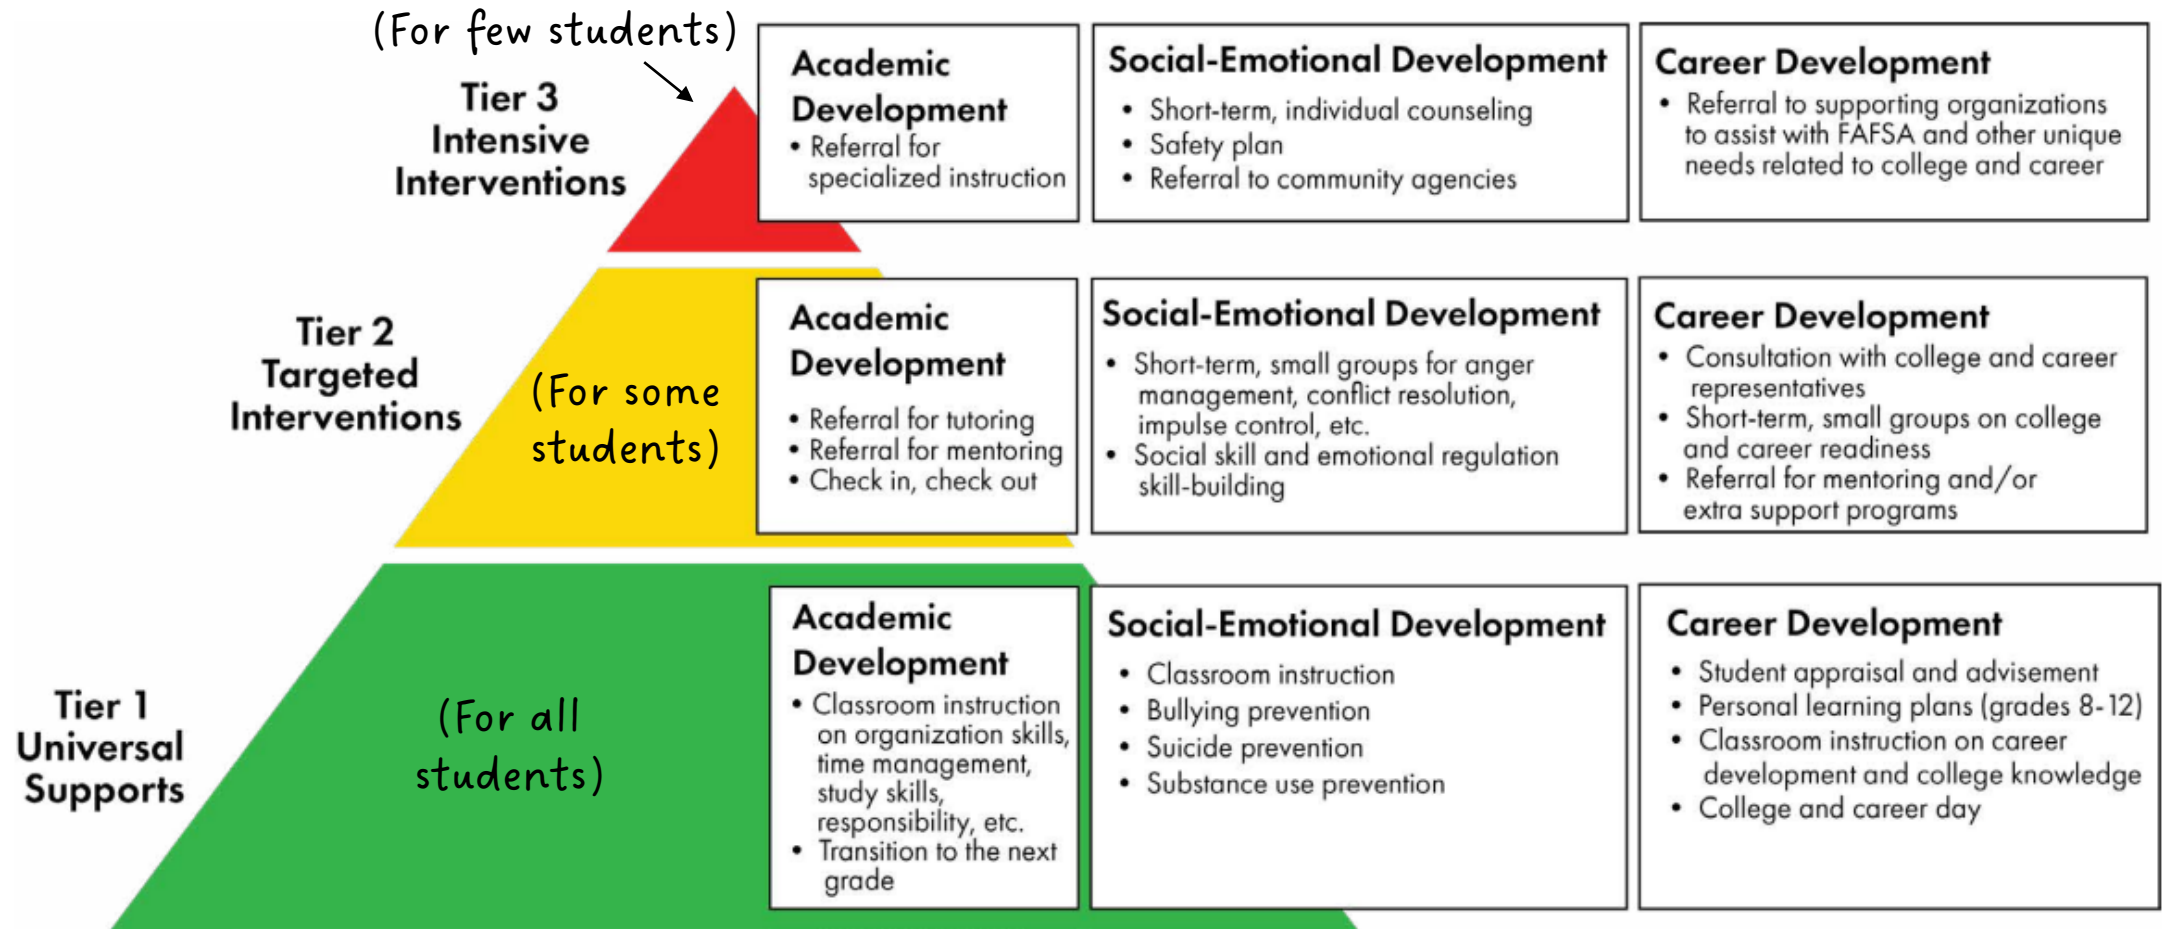 (For few students)
Tier 3
Intensive
Interventions
Academic
Development
• Referral for
specialized instruction
Social-Emotional Development
• Short-term, individual counseling
• Safety plan
• Referral to community agencies
Career Development
• Referral to supporting organizations
to assist with FAFSA and other unique
needs related to college and career
Tier 2
Targeted
Interventions
(For some
students)
Academic
Development
• Referral for tutoring
• Referral for mentoring
• Check in, check out
Social-Emotional Development
• Short-term, small groups for anger
management, conflict resolution,
impulse control, etc.
• Social skill and emotional regulation
skill-building
Career Development
• Consultation with college and career
representatives
• Short-term, small groups on college
and career readiness
• Referral for mentoring and/or
extra support programs
Tier 1
Universal
Supports
(For all
students)
Academic
Development
• Classroom instruction
on organization skills,
time management,
study skills,
responsibility, etc.
• Transition to the next
grade
Social-Emotional Development
• Classroom instruction
• Bullying prevention
• Suicide prevention
• Substance use prevention
Career Development
• Student appraisal and advisement
• Personal learning plans (grades 8-12)
• Classroom instruction on career
development and college knowledge
• College and career day